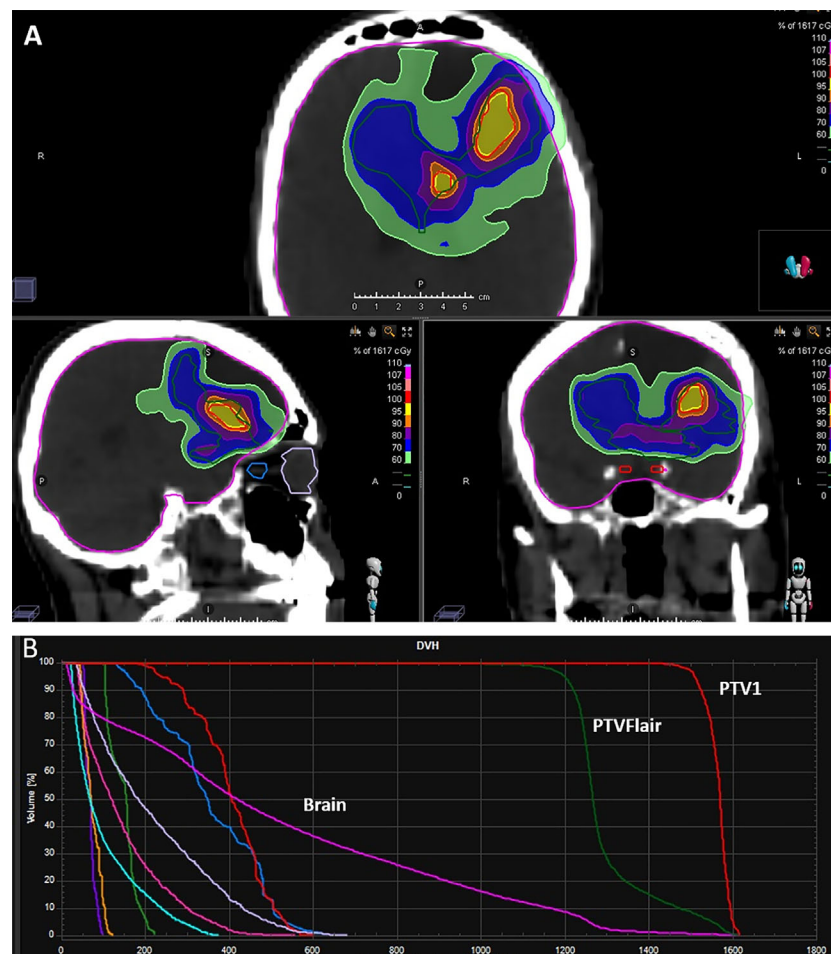 A
A
% of 1617 cGy
110
107
105
100
95
90
80
70
60
0
R
L
P
0 1 2 3 4 5 cm
% of 1617 cGy
110
107
105
100
95
90
80
70
60
0
S
P
A
I
% of 1617 cGy
110
107
105
100
95
90
80
70
60
0
S
R
L
I
B
DVH
100
90
80
70
60
50
40
30
20
10
0
Volume [%]
PTV1
PTVFlair
Brain
0 200 400 600 800 1000 1200 1400 1600 1800